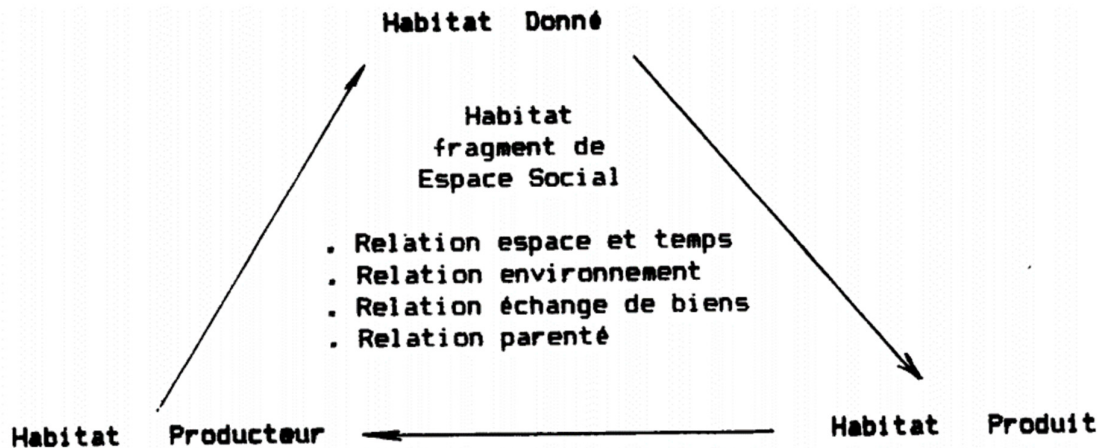 Habitat Donné
Habitat
fragment de
Espace Social
. Relation espace et temps
. Relation environnement
. Relation échange de biens
. Relation parenté
Habitat Producteur
Habitat Produit